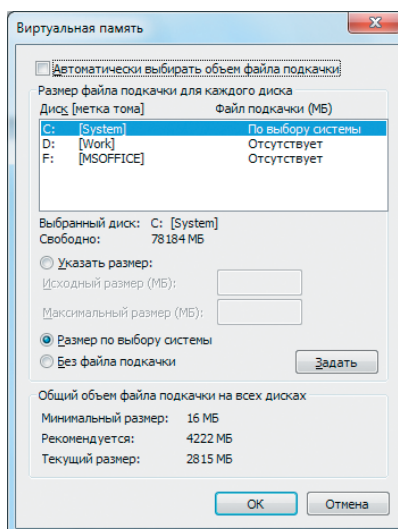 Виртуальная память
Автоматически выбирать объем файла подкачки
Размер файла подкачки для каждого диска
Диск [метка тома] Файл подкачки (МБ)
C: [System] По выбору системы
D: [Work] Отсутствует
F: [MSOFFICE] Отсутствует
Выбранный диск: C: [System]
Свободно: 78184 МБ
Указать размер:
Исходный размер (МБ):
Максимальный размер (МБ):
Размер по выбору системы
Без файла подкачки Задать
Общий объем файла подкачки на всех дисках
Минимальный размер: 16 МБ
Рекомендуется: 4222 МБ
Текущий размер: 2815 МБ
OK Отмена